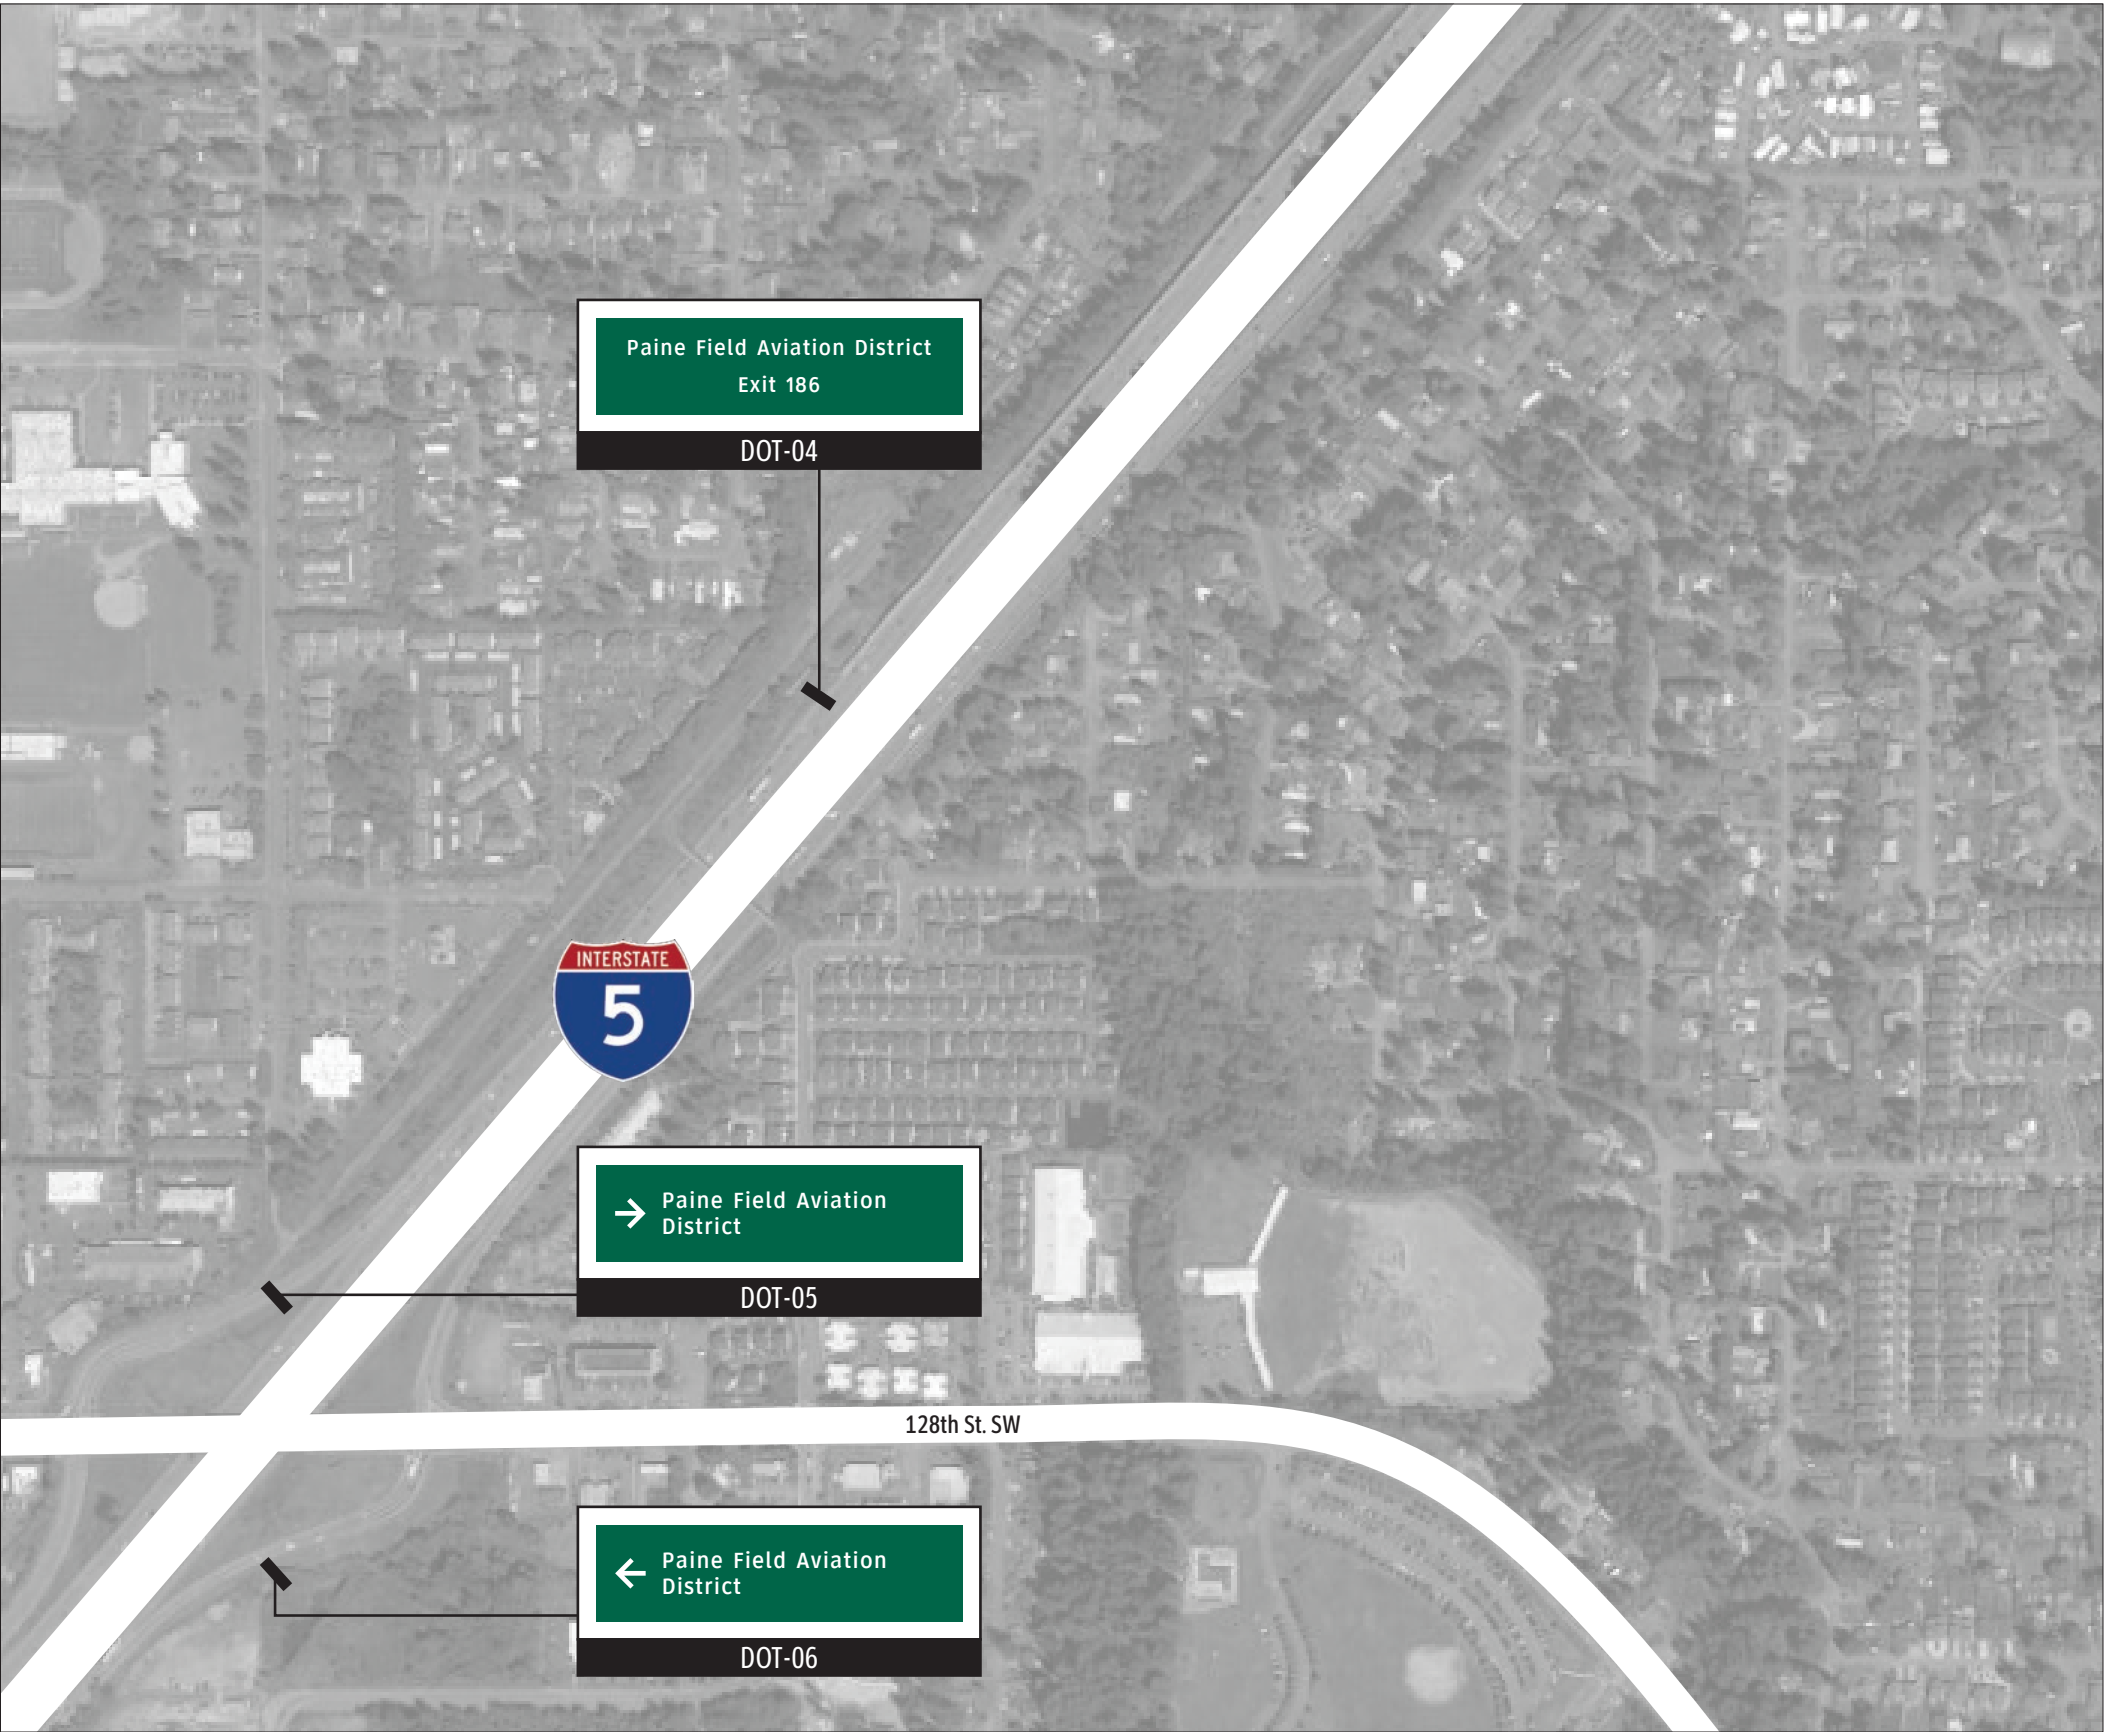 Paine Field Aviation District
Exit 186
DOT-04
INTERSTATE
5
→ Paine Field Aviation
District
DOT-05
128th St. SW
← Paine Field Aviation
District
DOT-06